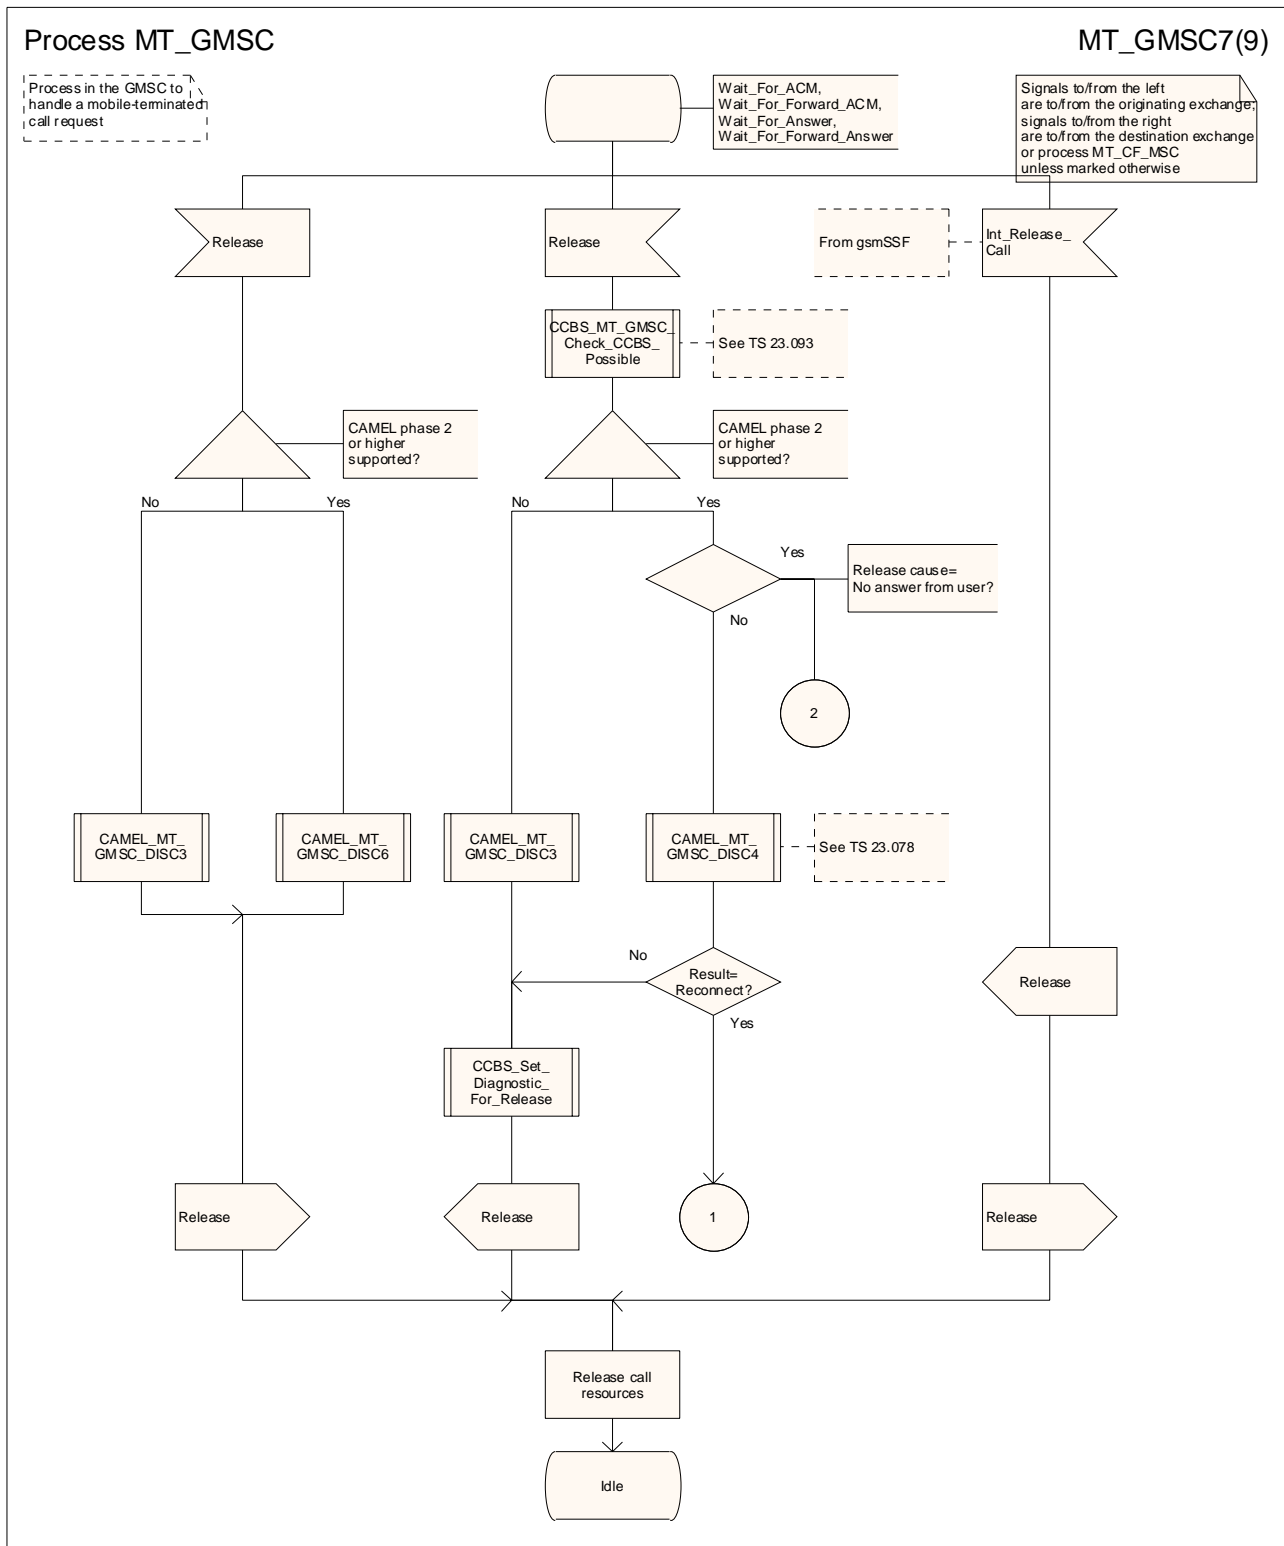 Process MT_GMSC
MT_GMSC7(9)
Process in the GMSC to
handle a mobile-terminated
call request
Wait_For_ACM,
Wait_For_Forward_ACM,
Wait_For_Answer,
Wait_For_Forward_Answer
Signals to/from the left
are to/from the originating exchange;
signals to/from the right
are to/from the destination exchange
or process MT_CF_MSC
unless marked otherwise
Release
Release
From gsmSSF
Int_Release_
Call
CCBS_MT_GMSC_
Check_CCBS_
Possible
See TS 23.093
CAMEL phase 2
or higher
supported?
CAMEL phase 2
or higher
supported?
No
Yes
No
Yes
Yes
Release cause=
No answer from user?
No
2
CAMEL_MT_
GMSC_DISC3
CAMEL_MT_
GMSC_DISC6
CAMEL_MT_
GMSC_DISC3
CAMEL_MT_
GMSC_DISC4
See TS 23.078
No
Result=
Reconnect?
Yes
Release
CCBS_Set_
Diagnostic_
For_Release
Release
Release
1
Release
Release call
resources
Idle